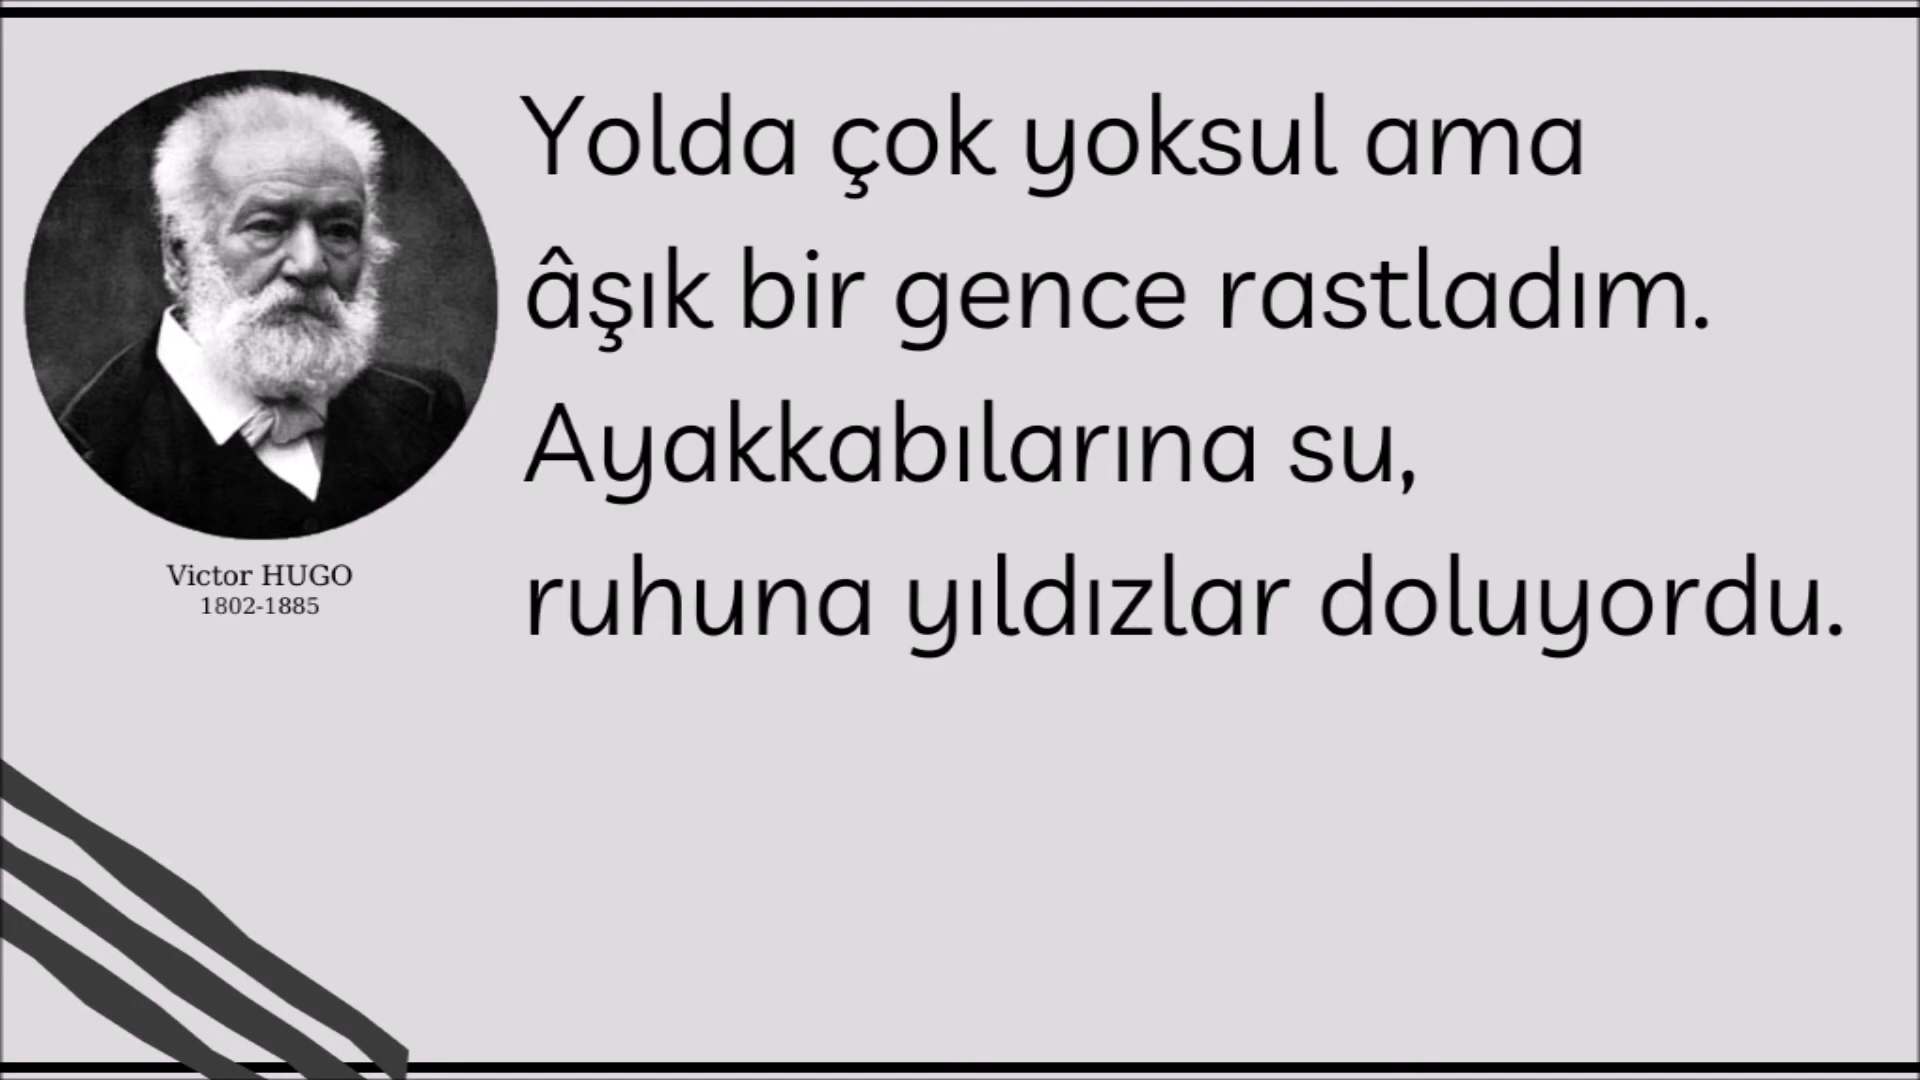 Yolda çok yoksul ama
âşık bir gence rastladım.
Ayakkabılarına su,
ruhuna yıldızlar doluyordu.
Victor HUGO
1802-1885